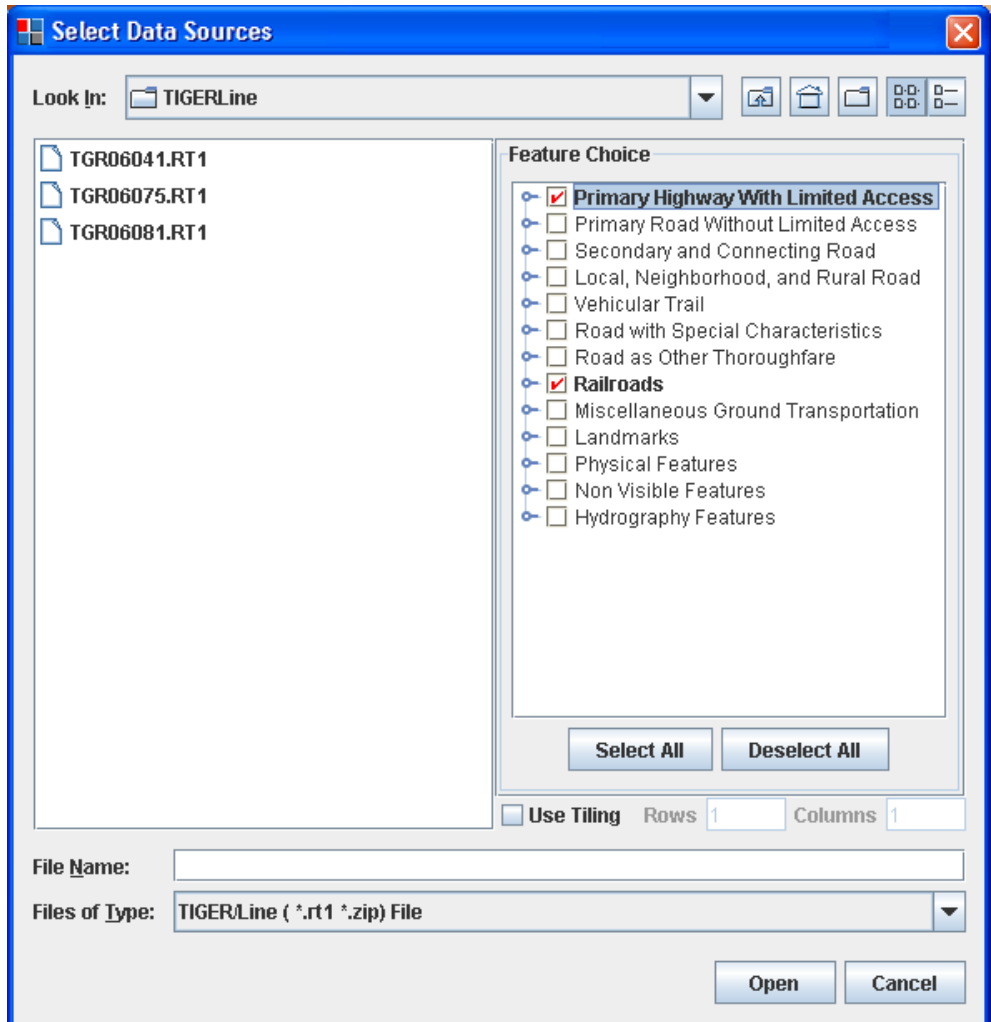 Select Data Sources
Look In: TIGERLine
TGR06041.RT1
TGR06075.RT1
TGR06081.RT1
Feature Choice
Primary Highway With Limited Access
Primary Road Without Limited Access
Secondary and Connecting Road
Local, Neighborhood, and Rural Road
Vehicular Trail
Road with Special Characteristics
Road as Other Thoroughfare
Railroads
Miscellaneous Ground Transportation
Landmarks
Physical Features
Non Visible Features
Hydrography Features
Select All Deselect All
Use Tiling Rows 1 Columns 1
File Name:
Files of Type: TIGER/Line ( *.rt1 *.zip) File
Open Cancel